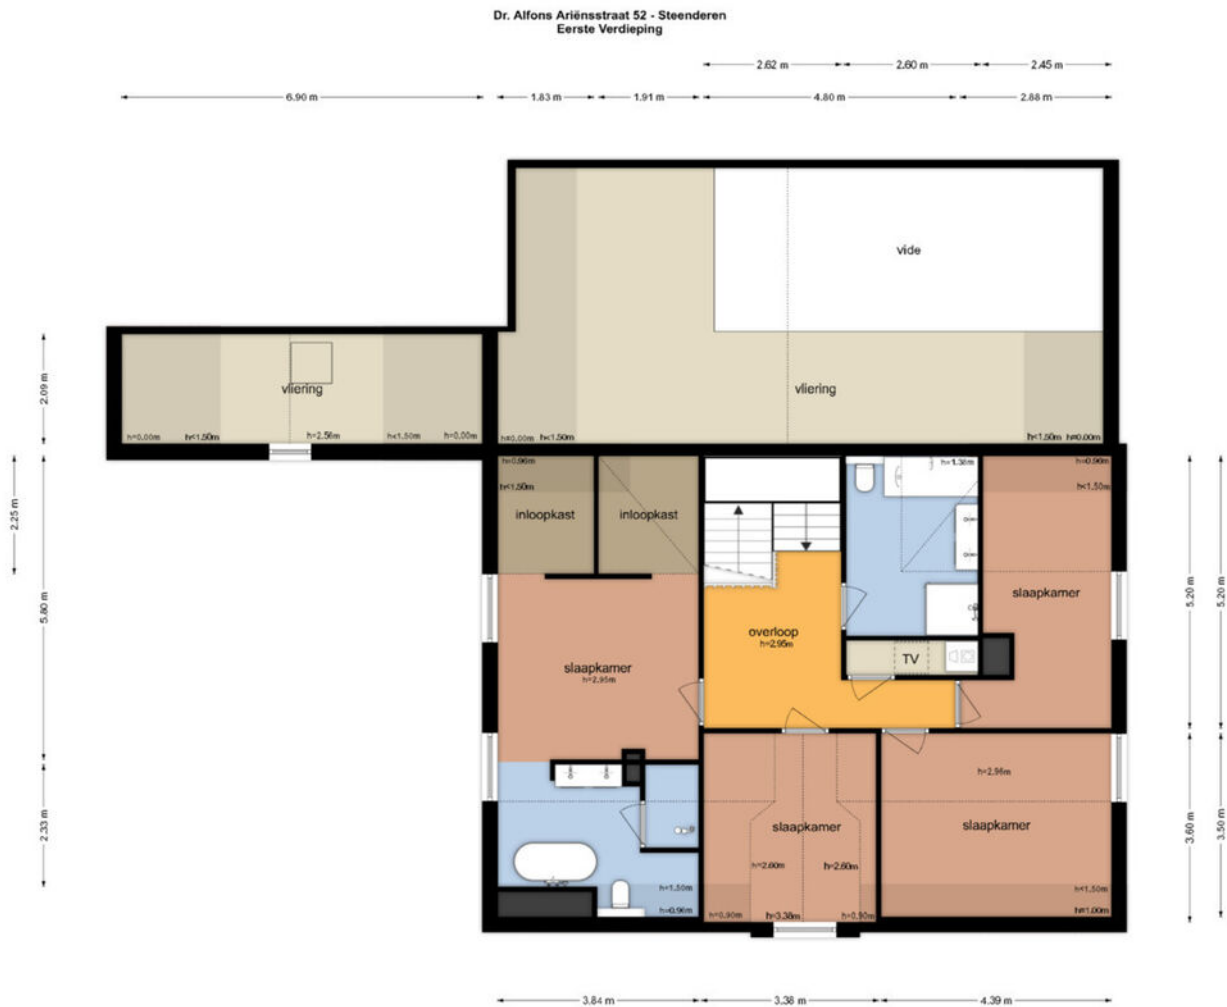 Dr. Alfons Ariënsstraat 52 - Steenderen
Eerste Verdieping
2.62 m 2.60 m 2.45 m
6.90 m 1.83 m 1.91 m 4.80 m 2.88 m
vide
2.09 m
vliering
vliering
h=0.00m h<1.50m h=2.56m h<1.50m h=0.00m
h=0.00m h<1.50m h<1.50m h=0.00m
h=0.96m h=1.36m h=0.96m
h<1.50m h<1.50m
2.25 m
inloopkast inloopkast
5.80 m
slaapkamer
5.20 m 5.20 m
overloop
h=2.95m
TV
slaapkamer
h=2.95m
h=2.96m
2.33 m
slaapkamer slaapkamer
3.60 m 3.50 m
h=2.60m h=2.60m
h=1.50m h<1.50m
h=0.96m h=0.90m h=3.38m h=0.90m h=1.00m
3.84 m 3.38 m 4.39 m